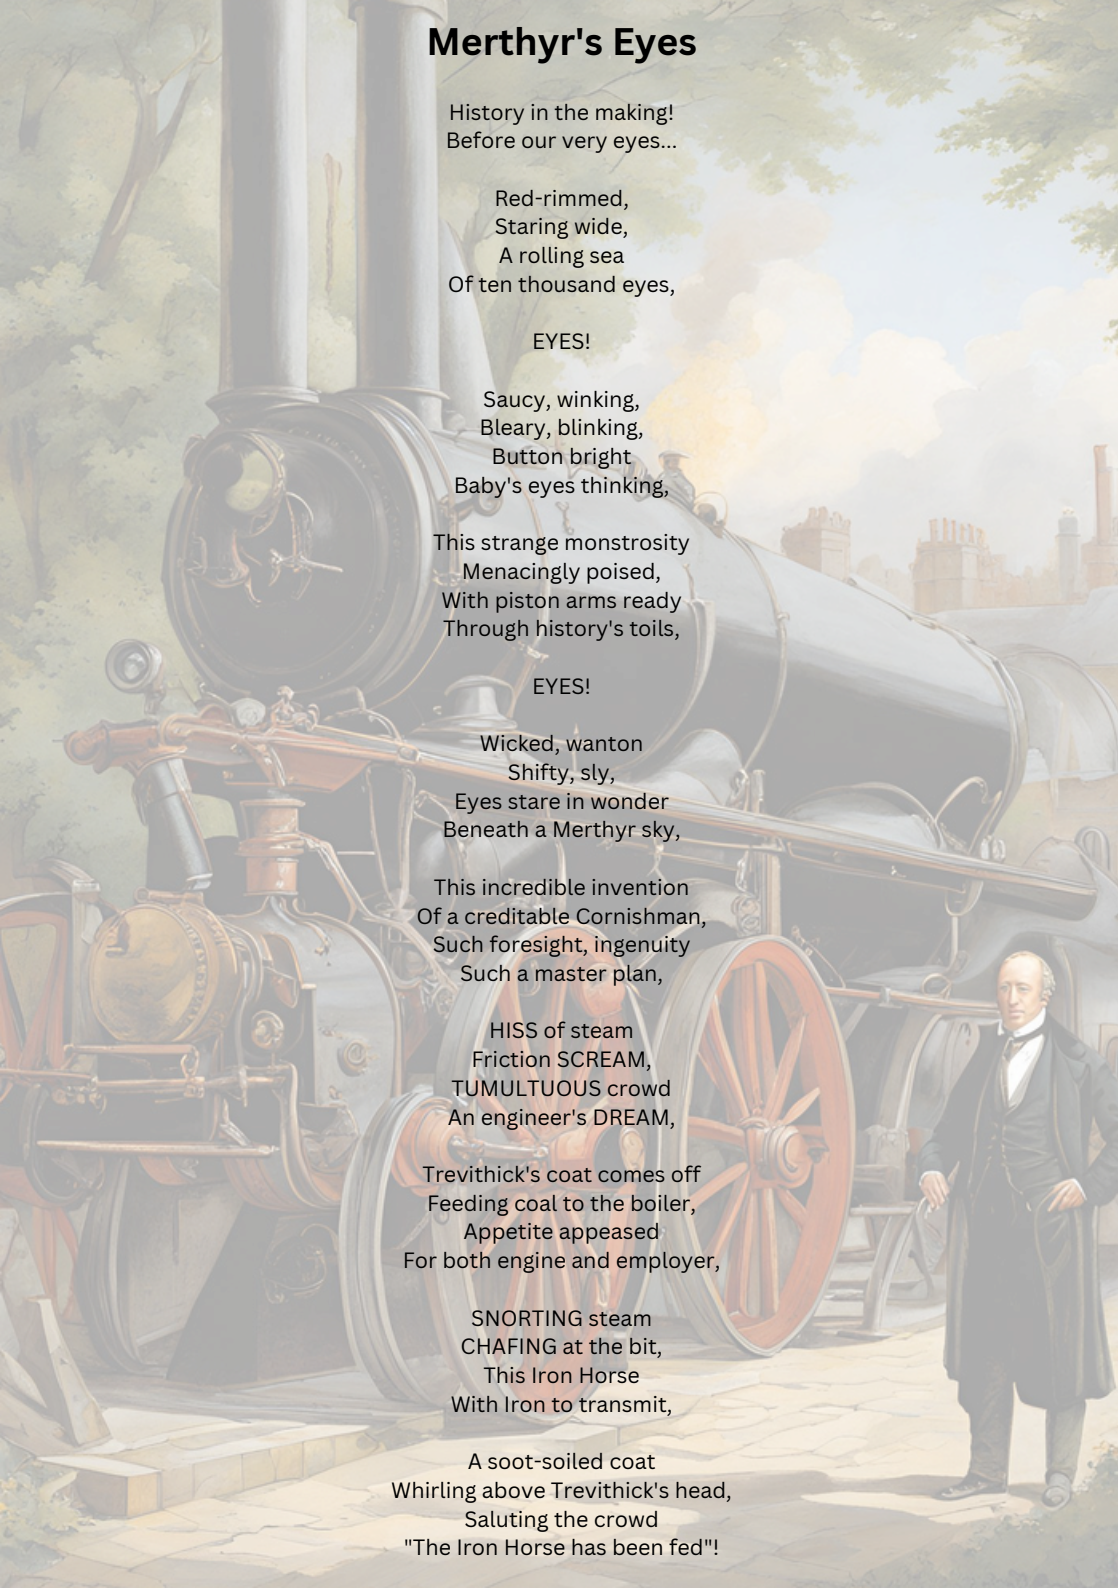 Merthyr's Eyes
History in the making!
Before our very eyes...
Red-rimmed,
Staring wide,
A rolling sea
Of ten thousand eyes,
EYES!
Saucy, winking,
Bleary, blinking,
Button bright
Baby's eyes thinking,
This strange monstrosity
Menacingly poised,
With piston arms ready
Through history's toils,
EYES!
Wicked, wanton
Shifty, sly,
Eyes stare in wonder
Beneath a Merthyr sky,
This incredible invention
Of a creditable Cornishman,
Such foresight, ingenuity
Such a master plan,
HISS of steam
Friction SCREAM,
TUMULTUOUS crowd
An engineer's DREAM,
Trevithick's coat comes off
Feeding coal to the boiler,
Appetite appeased
For both engine and employer,
SNORTING steam
CHAFING at the bit,
This Iron Horse
With Iron to transmit,
A soot-soiled coat
Whirling above Trevithick's head,
Saluting the crowd
"The Iron Horse has been fed"!